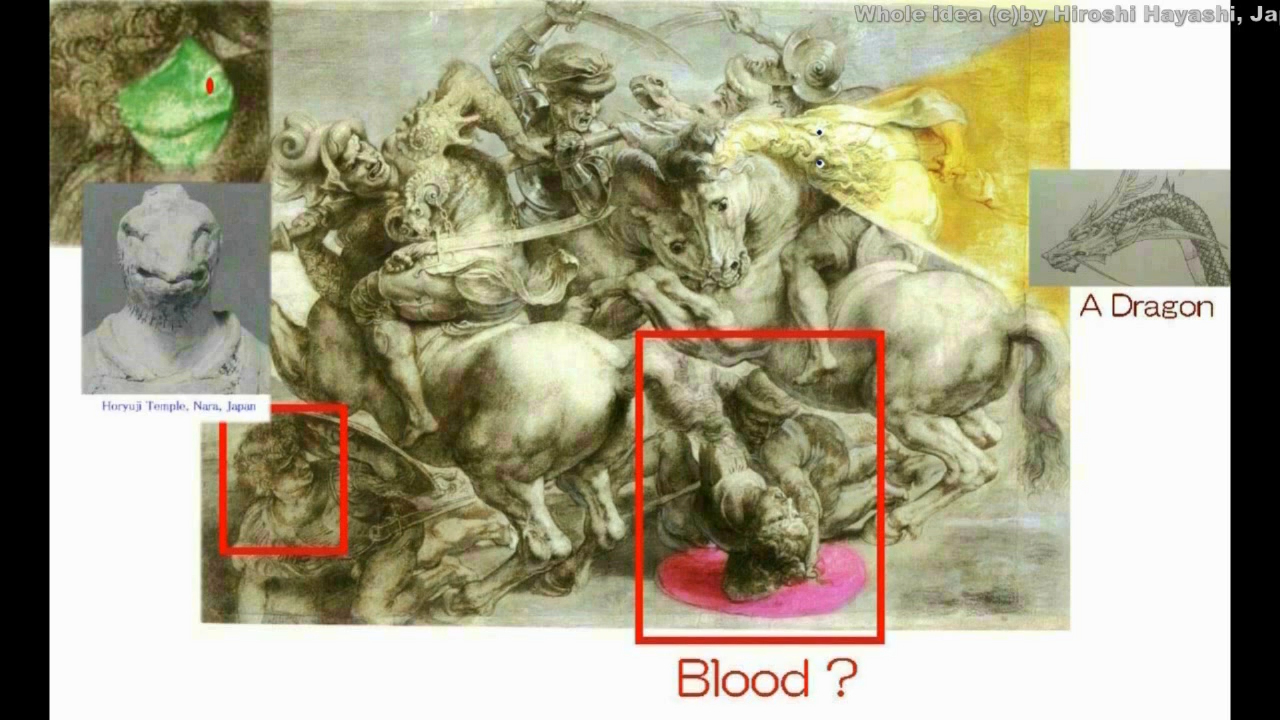 Whole idea (c)by Hiroshi Hayashi, Ja
A Dragon
Horyuji Temple, Nara, Japan
Blood ?